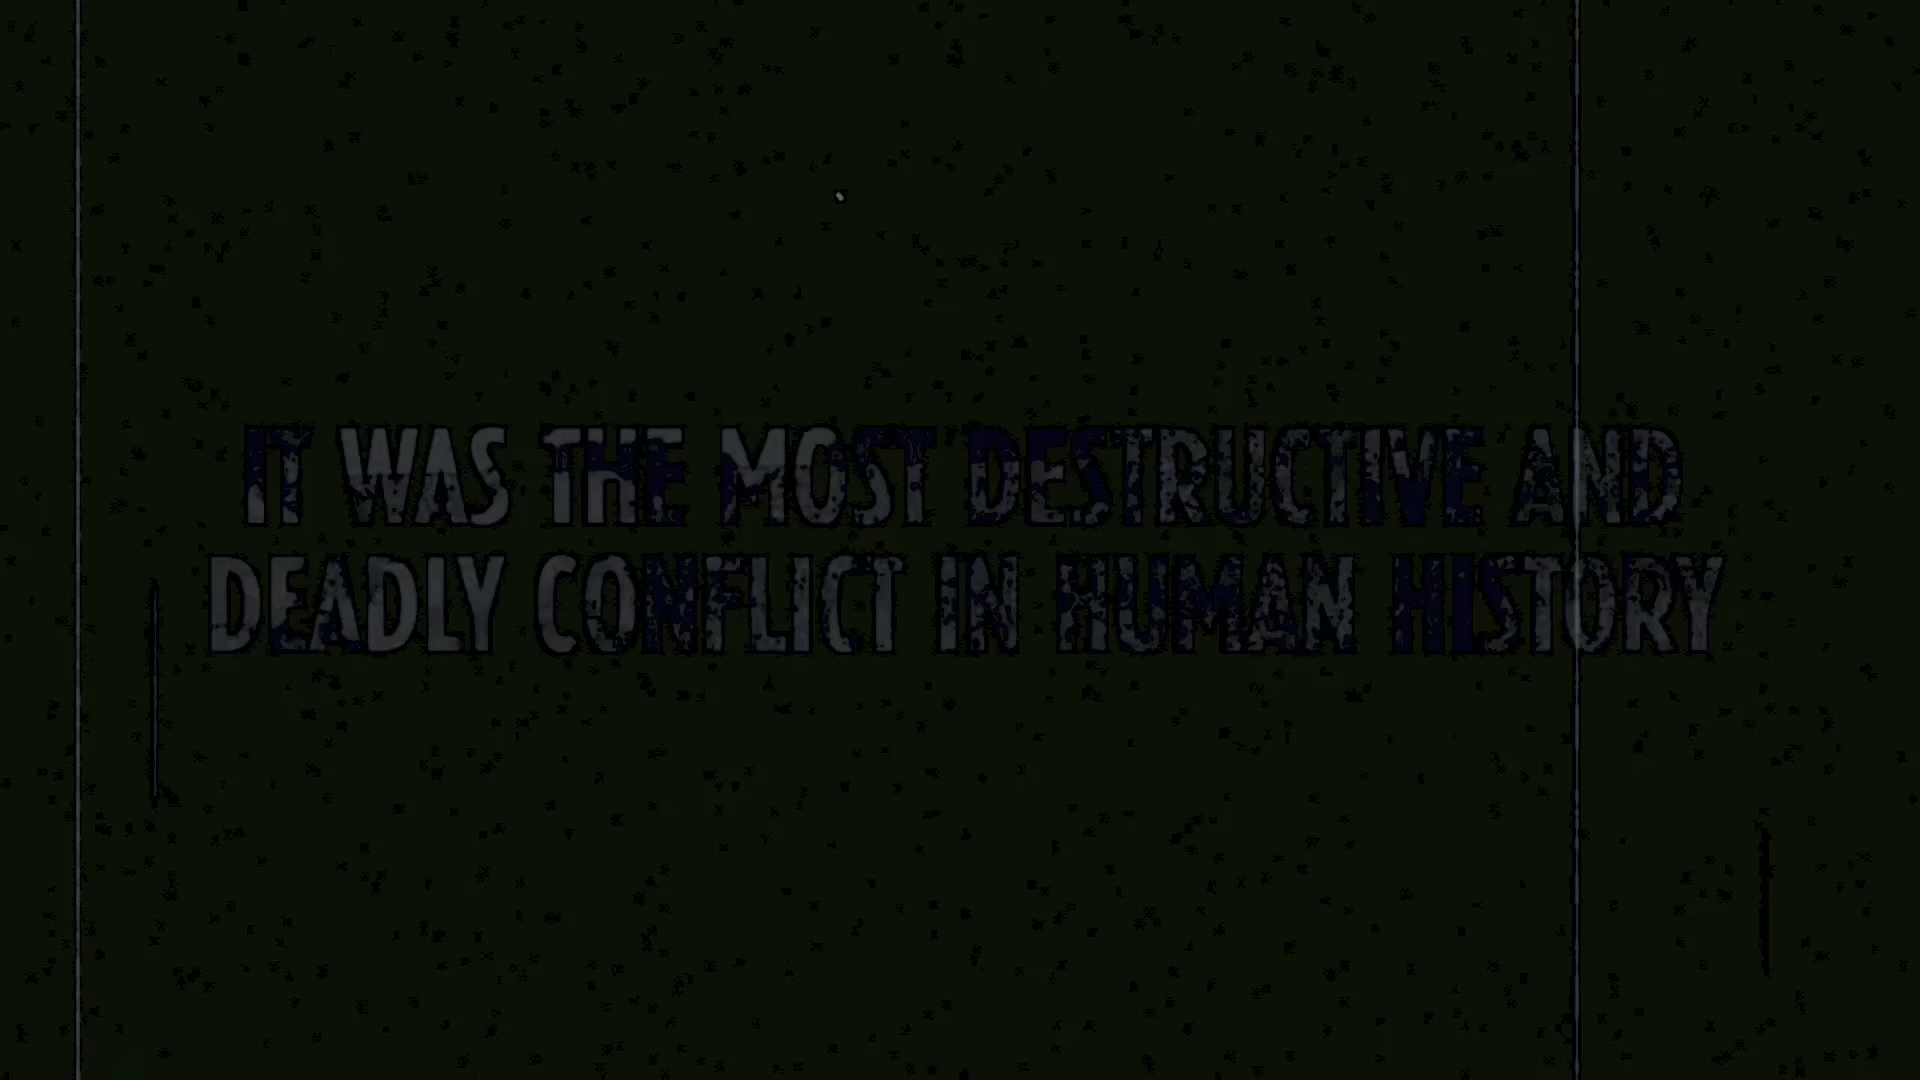 IT WAS THE MOST DESTRUCTIVE AND
DEADLY CONFLICT IN HUMAN HISTORY